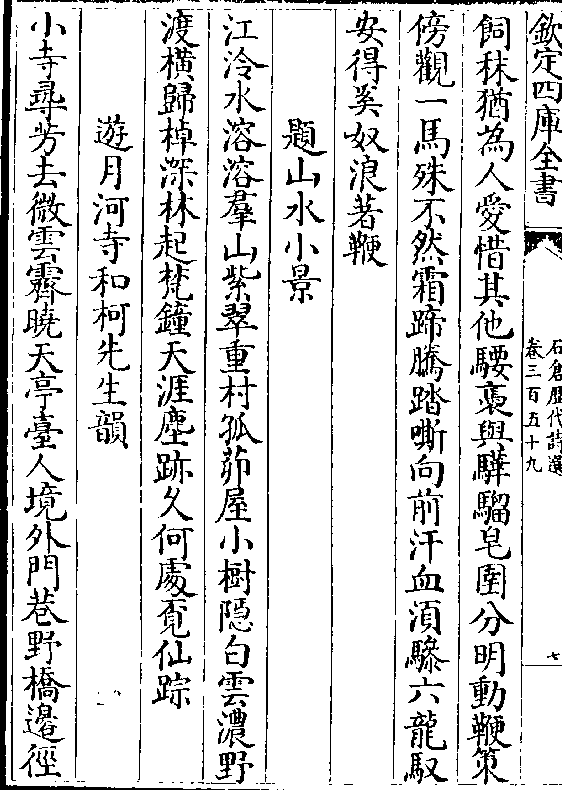 欽定四庫全書
石倉歷代詩選
卷三百五十九
七
飼秣猶為人愛惜其他騕褭與驊騮皂圉分明動鞭策
傍觀一馬殊不然霜蹄騰踏嘶向前汗血湏驂六龍馭
安得奚奴浪著鞭
題山水小景
江泠水溶溶羣山紫翠重村孤茆屋小樹隠白雲濃野
渡橫歸棹深林起梵鐘天涯塵跡久何處覔仙踪
遊月河寺和柯先生韻
小寺尋芳去微雲霽曉天亭臺人境外門巷野橋邊徑